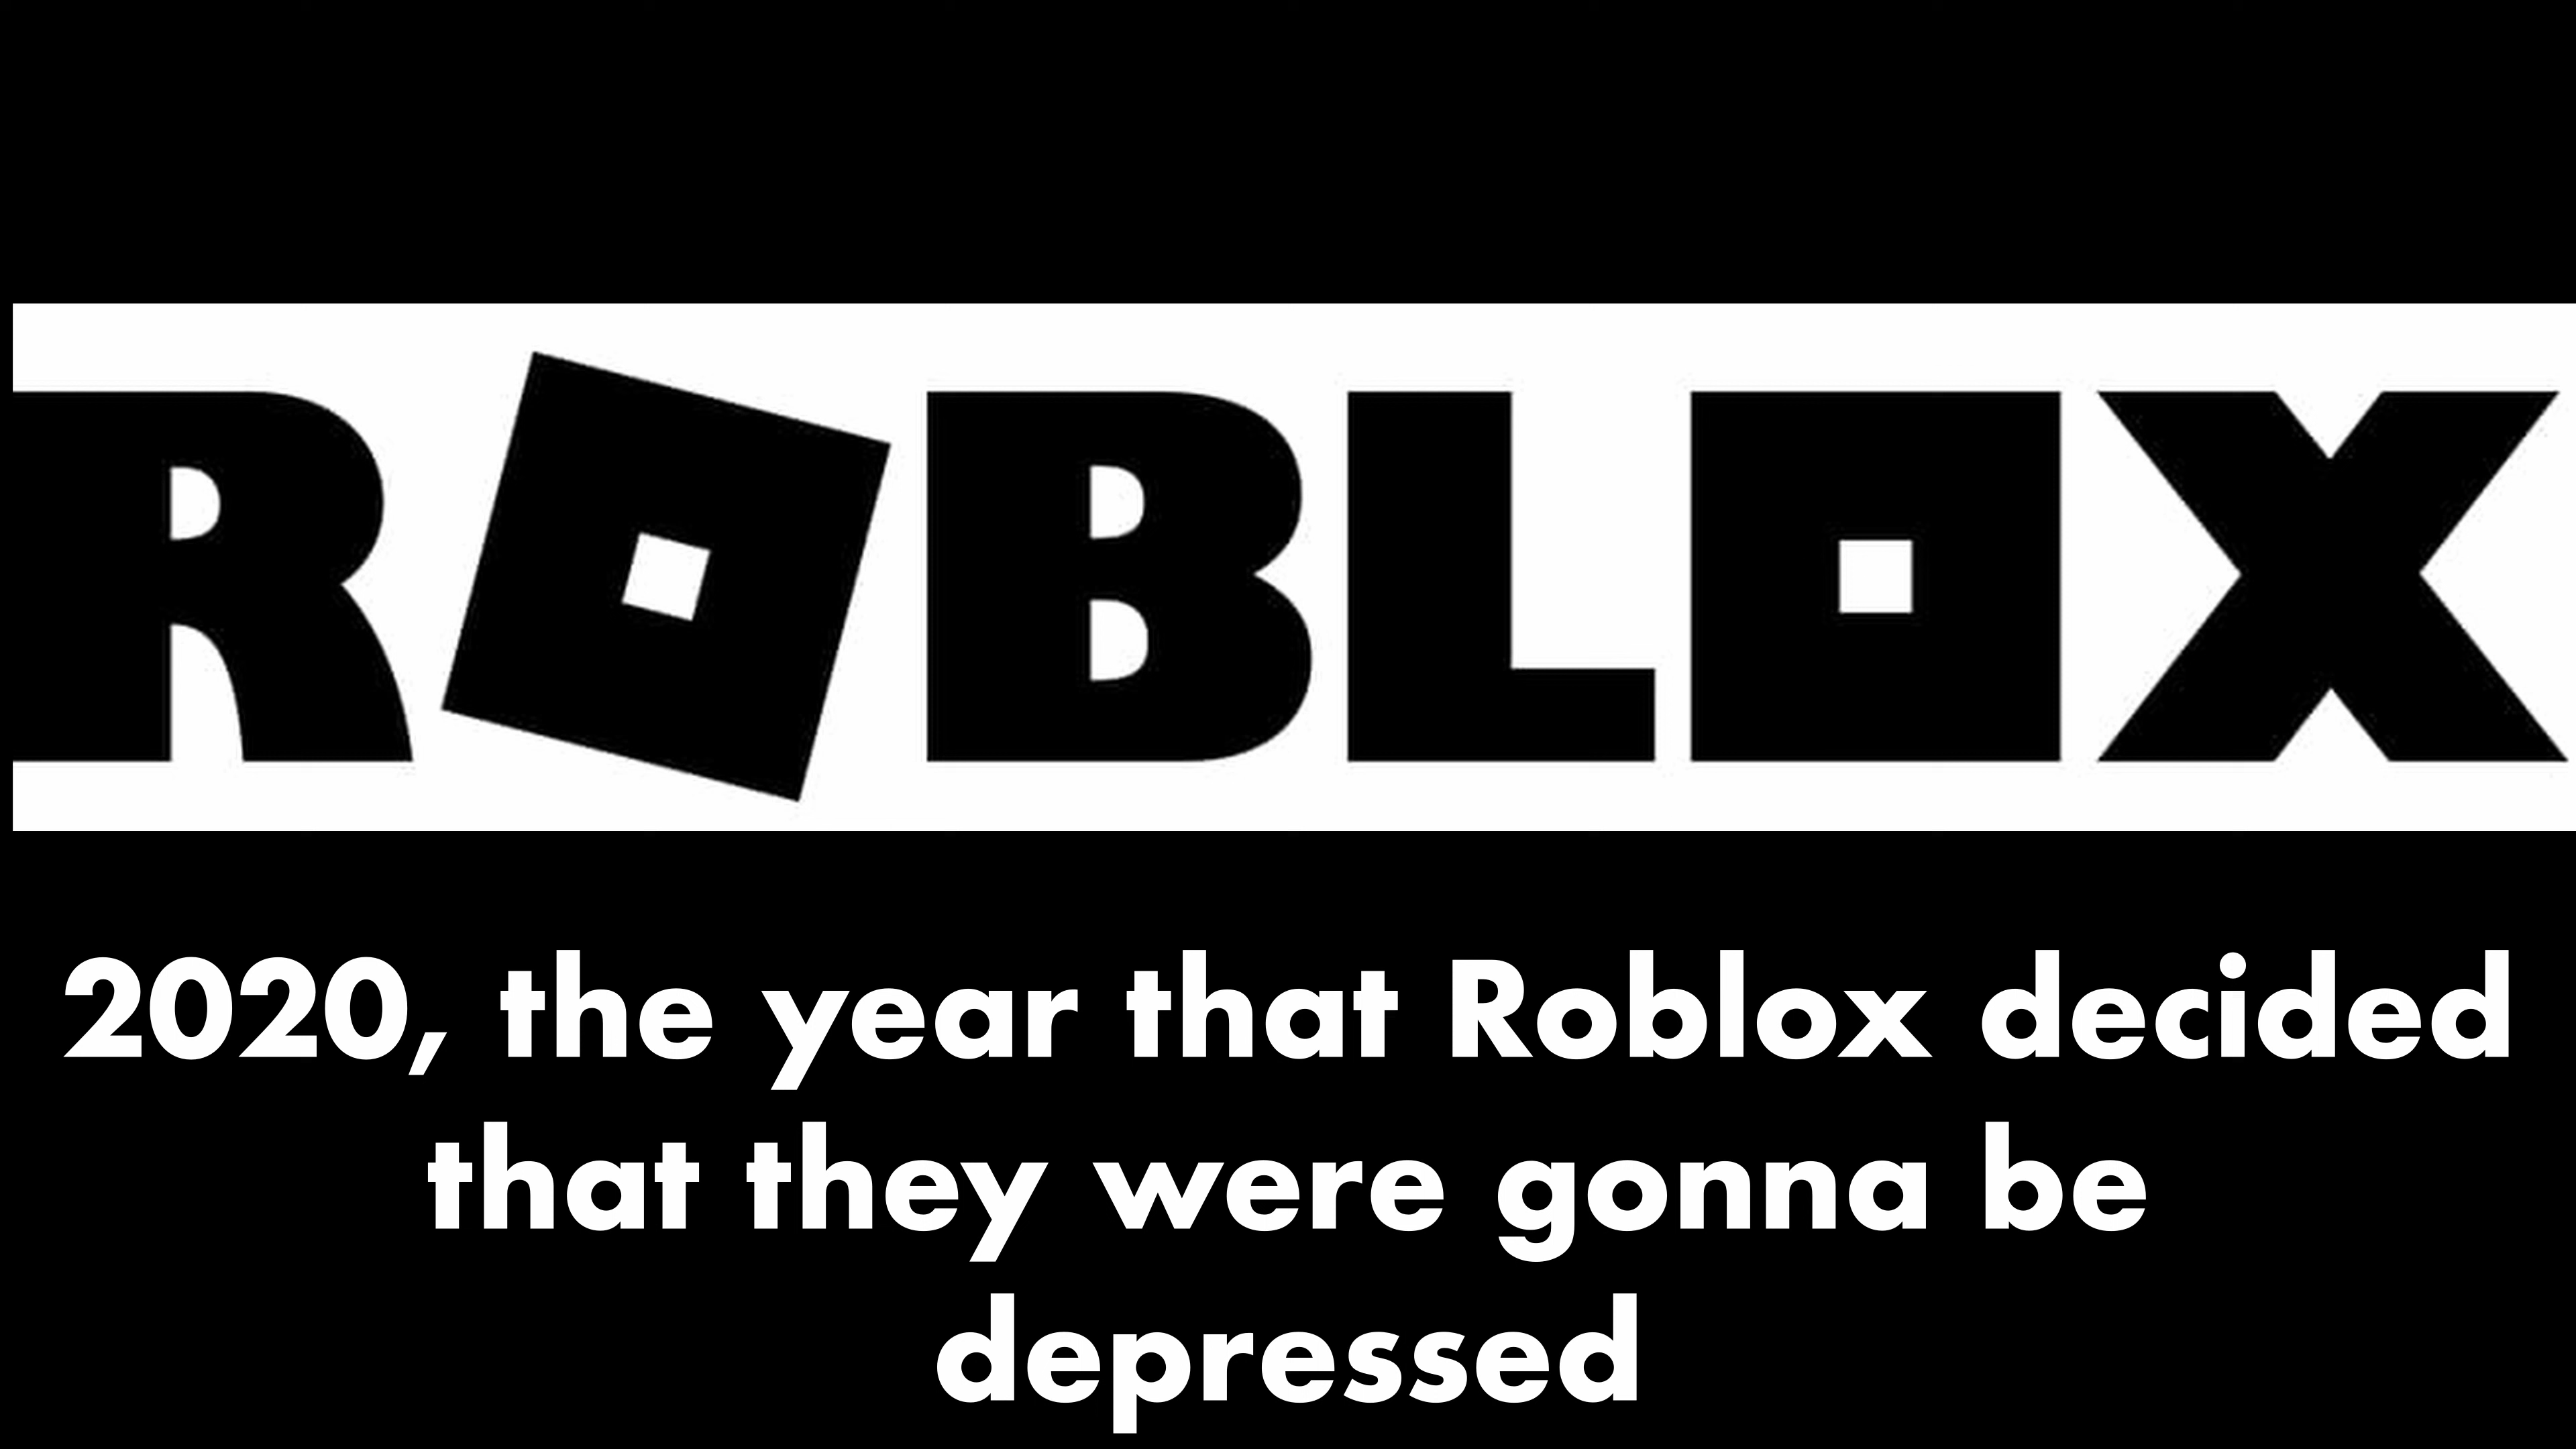 ROBLOX
2020, the year that Roblox decided
that they were gonna be
depressed